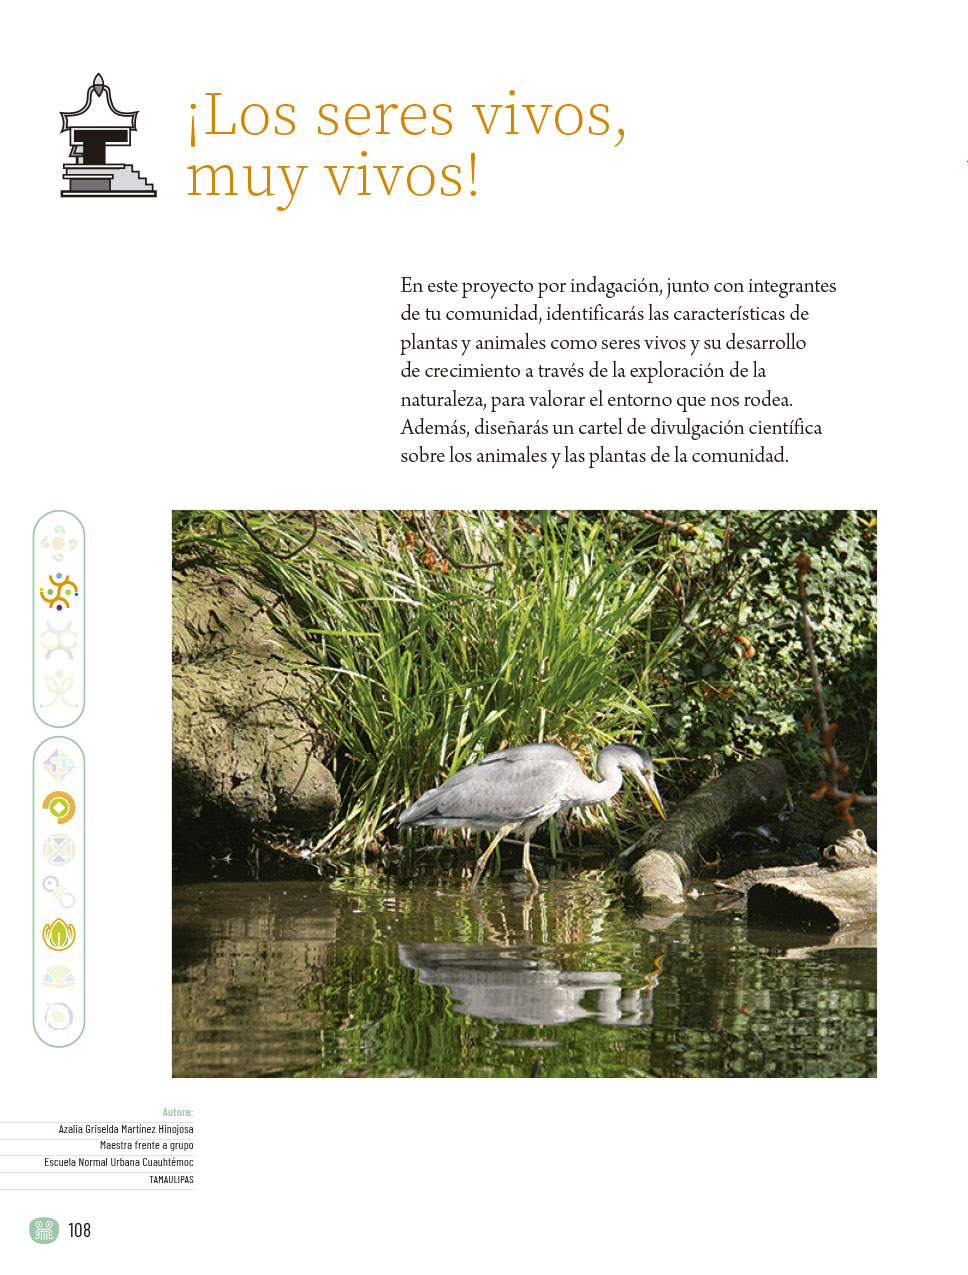 ¡Los seres vivos,
muy vivos!
En este proyecto por indagación, junto con integrantes
de tu comunidad, identificarás las características de
plantas y animales como seres vivos y su desarrollo
de crecimiento a través de la exploración de la
naturaleza, para valorar el entorno que nos rodea.
Además, diseñarás un cartel de divulgación científica
sobre los animales y las plantas de la comunidad.
Autora:
Azalia Griselda Martínez Hinojosa
Maestra frente a grupo
Escuela Normal Urbana Cuauhtémoc
TAMAULIPAS
108